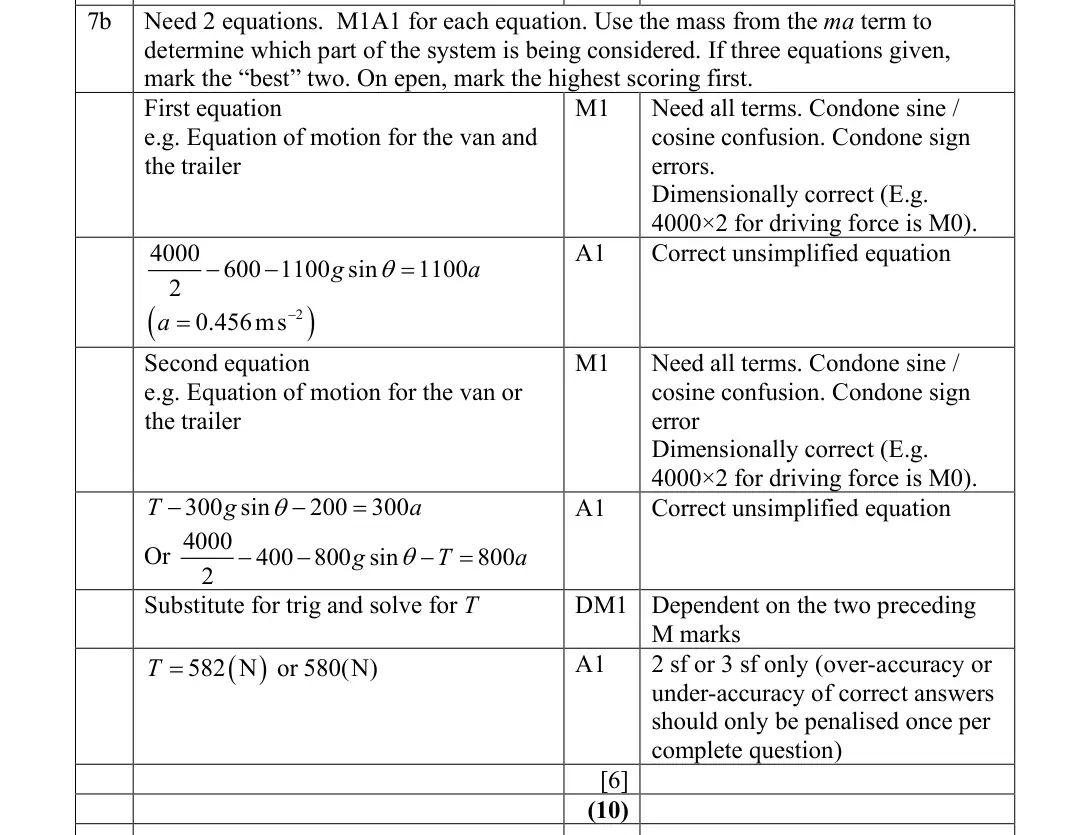 7b Need 2 equations. M1A1 for each equation. Use the mass from the ma term to
determine which part of the system is being considered. If three equations given,
mark the “best” two. On epen, mark the highest scoring first.
First equation
e.g. Equation of motion for the van and
the trailer
M1
Need all terms. Condone sine /
cosine confusion. Condone sign
errors.
Dimensionally correct (E.g.
4000×2 for driving force is M0).
4000/2 − 600 − 1100g sin θ = 1100a
(a = 0.456 m s⁻²)
A1
Correct unsimplified equation
Second equation
e.g. Equation of motion for the van or
the trailer
M1
Need all terms. Condone sine /
cosine confusion. Condone sign
error
Dimensionally correct (E.g.
4000×2 for driving force is M0).
T − 300g sin θ − 200 = 300a
Or 4000/2 − 400 − 800g sin θ − T = 800a
A1
Correct unsimplified equation
Substitute for trig and solve for T
DM1
Dependent on the two preceding
M marks
T = 582(N) or 580(N)
A1
2 sf or 3 sf only (over-accuracy or
under-accuracy of correct answers
should only be penalised once per
complete question)
[6]
(10)